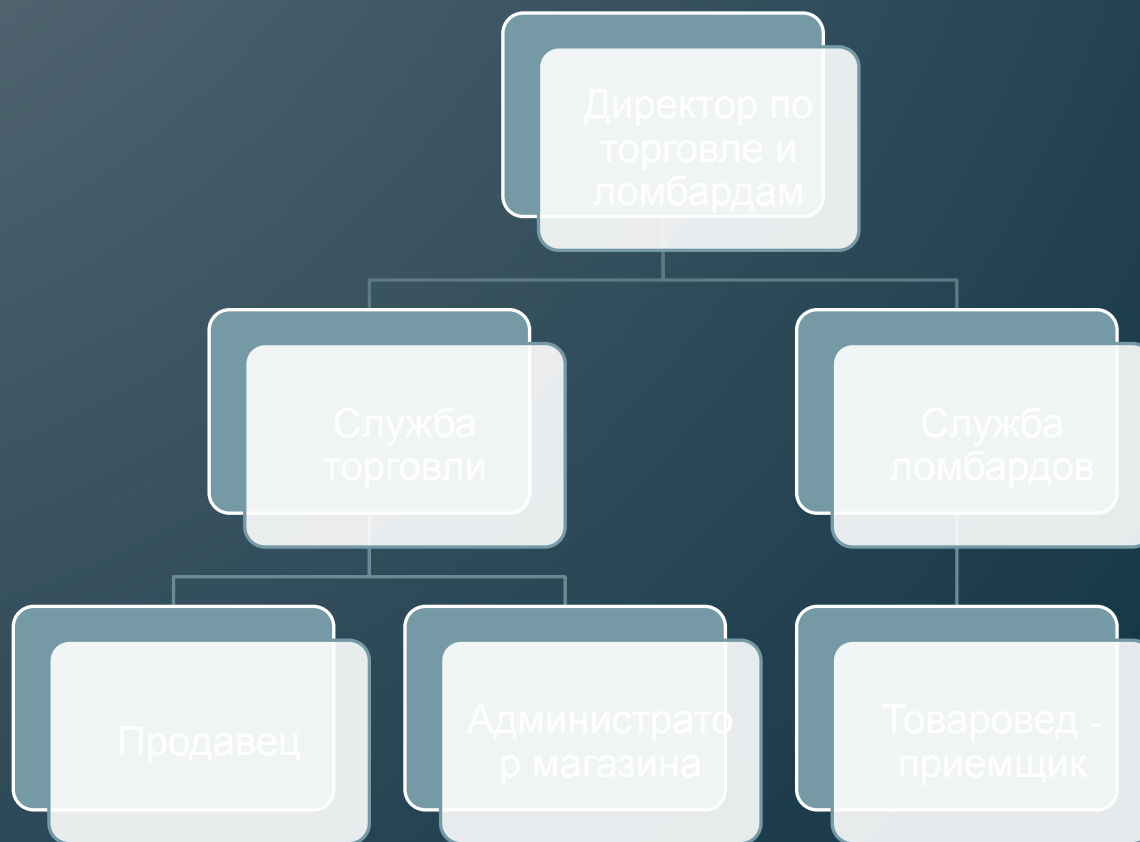 Директор по
торговле и
ломбардам
Служба
торговли
Служба
ломбардов
Продавец
Администрато
р магазина
Товаровед -
приемщик